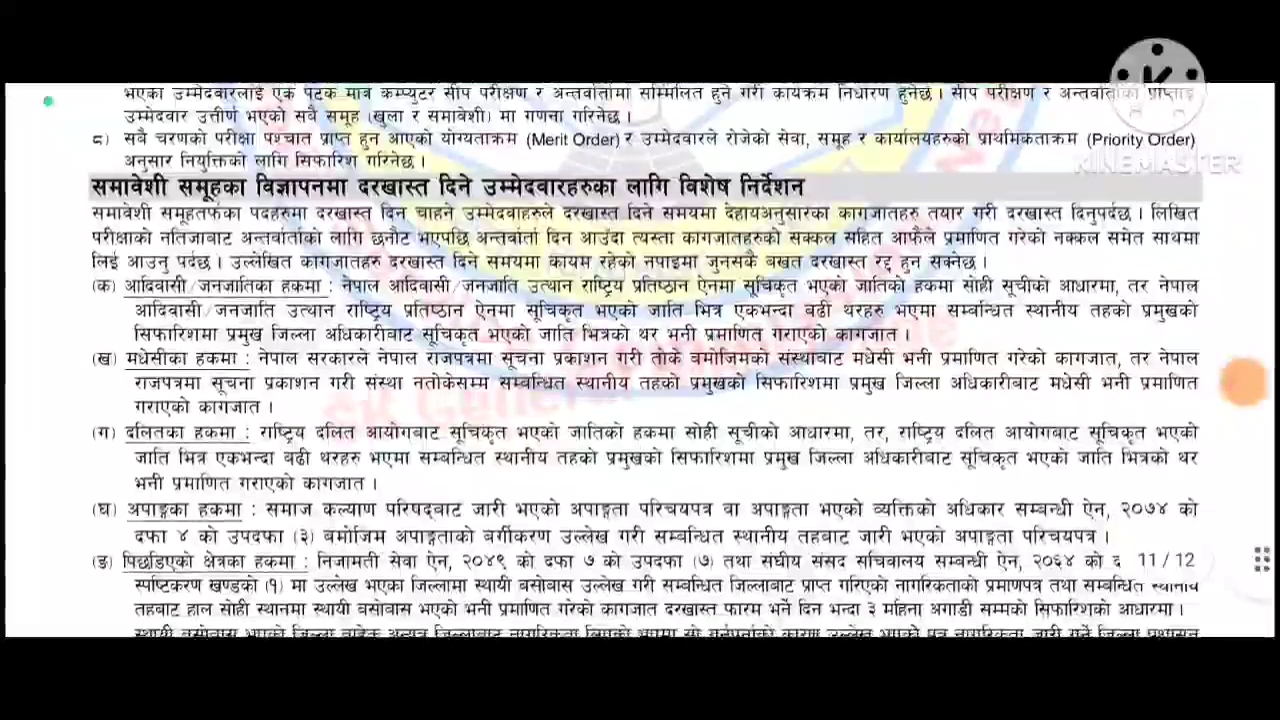 भएका उम्मेदवारलाई एक पटक मात्र कम्प्युटर सीप परीक्षण र अन्तर्वार्तामा सम्मिलित हुने गरी कार्यक्रम निर्धारण हुनेछ । सीप परीक्षण र अन्तर्वार्ताको प्राप्ताङ्क
उम्मेदवार उत्तीर्ण भएको सबै समूह (खुला र समावेशी) मा गणना गरिनेछ ।
८) सबै चरणको परीक्षा पश्चात प्राप्त हुन आएको योग्यताक्रम (Merit Order) र उम्मेदवारले रोजेको सेवा, समूह र कार्यालयहरुको प्राथमिकताक्रम (Priority Order)
अनुसार नियुक्तिको लागि सिफारिश गरिनेछ ।
KINEMASTER
समावेशी समूहका विज्ञापनमा दरखास्त दिने उम्मेदवारहरुका लागि विशेष निर्देशन
समावेशी समूहतर्फका पदहरुमा दरखास्त दिन चाहने उम्मेदवाहरुले दरखास्त दिने समयमा देहायअनुसारका कागजातहरु तयार गरी दरखास्त दिनुपर्दछ । लिखित
परीक्षाको नतिजाबाट अन्तर्वार्ताको लागि छनौट भएपछि अन्तर्वार्ता दिन आउँदा त्यस्ता कागजातहरुको सक्कल सहित आफैंले प्रमाणित गरेको नक्कल समेत साथमा
लिई आउनु पर्दछ । उल्लेखित कागजातहरु दरखास्त दिने समयमा कायम रहेको नपाइमा जुनसकै बखत दरखास्त रद्द हुन सक्नेछ ।
(क) आदिवासी/जनजातिका हकमा : नेपाल आदिवासी/जनजाति उत्थान राष्ट्रिय प्रतिष्ठान ऐनमा सूचिकृत भएको जातिको हकमा सोही सूचीको आधारमा, तर नेपाल
आदिवासी/जनजाति उत्थान राष्ट्रिय प्रतिष्ठान ऐनमा सूचिकृत भएको जाति भित्र एकभन्दा बढी थरहरु भएमा सम्बन्धित स्थानीय तहको प्रमुखको
सिफारिशमा प्रमुख जिल्ला अधिकारीबाट सूचिकृत भएको जाति भित्रको थर भनी प्रमाणित गराएको कागजात ।
(ख) मधेसीका हकमा : नेपाल सरकारले नेपाल राजपत्रमा सूचना प्रकाशन गरी तोके बमोजिमको संस्थाबाट मधेसी भनी प्रमाणित गरेको कागजात, तर नेपाल
राजपत्रमा सूचना प्रकाशन गरी संस्था नतोकेसम्म सम्बन्धित स्थानीय तहको प्रमुखको सिफारिशमा प्रमुख जिल्ला अधिकारीबाट मधेसी भनी प्रमाणित
गराएको कागजात ।
(ग) दलितका हकमा : राष्ट्रिय दलित आयोगबाट सूचिकृत भएको जातिको हकमा सोही सूचीको आधारमा, तर, राष्ट्रिय दलित आयोगबाट सूचिकृत भएको
जाति भित्र एकभन्दा बढी थरहरु भएमा सम्बन्धित स्थानीय तहको प्रमुखको सिफारिशमा प्रमुख जिल्ला अधिकारीबाट सूचिकृत भएको जाति भित्रको थर
भनी प्रमाणित गराएको कागजात ।
(घ) अपाङ्गका हकमा : समाज कल्याण परिषद्बाट जारी भएको अपाङ्गता परिचयपत्र वा अपाङ्गता भएको व्यक्तिको अधिकार सम्बन्धी ऐन, २०७४ को
दफा ४ को उपदफा (३) बमोजिम अपाङ्गताको बर्गीकरण उल्लेख गरी सम्बन्धित स्थानीय तहबाट जारी भएको अपाङ्गता परिचयपत्र ।
(ङ) पिछडिएको क्षेत्रका हकमा : निजामती सेवा ऐन, २०४९ को दफा ७ को उपदफा (७) तथा संघीय संसद सचिवालय सम्बन्धी ऐन, २०६४ को द 11 / 12
स्पष्टिकरण खण्डको (१) मा उल्लेख भएका जिल्लामा स्थायी बसोबास उल्लेख गरी सम्बन्धित जिल्लाबाट प्राप्त गरिएको नागरिकताको प्रमाणपत्र तथा सम्बन्धित स्थानीय
तहबाट हाल सोही स्थानमा स्थायी बसोबास भएको भनी प्रमाणित गरेको कागजात दरखास्त फारम भर्ने दिन भन्दा ३ महिना अगाडी सम्मको सिफारिशको आधारमा ।